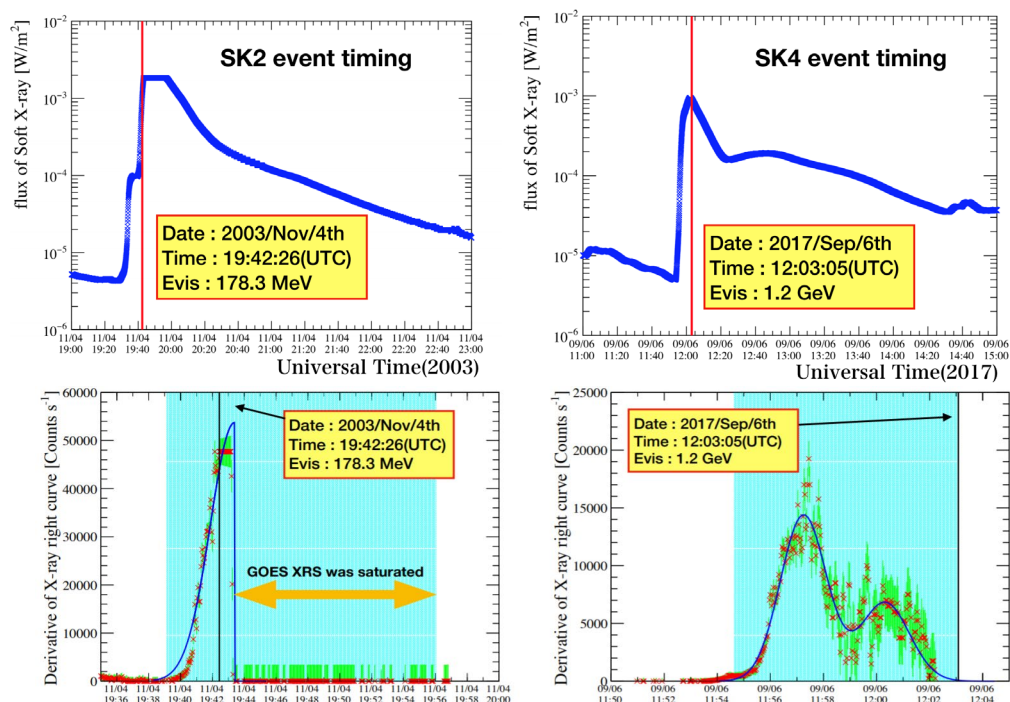 SK2 event timing
flux of Soft X-ray [W/m²]
10⁻²
10⁻³
10⁻⁴
10⁻⁵
10⁻⁶
Date : 2003/Nov/4th
Time : 19:42:26(UTC)
Evis : 178.3 MeV
11/04 11/04 11/04 11/04 11/04 11/04 11/04 11/04 11/04 11/04 11/04 11/04 11/04
19:00 19:20 19:40 20:00 20:20 20:40 21:00 21:20 21:40 22:00 22:20 22:40 23:00
Universal Time(2003)
SK4 event timing
flux of Soft X-ray [W/m²]
10⁻²
10⁻³
10⁻⁴
10⁻⁵
10⁻⁶
Date : 2017/Sep/6th
Time : 12:03:05(UTC)
Evis : 1.2 GeV
09/06 09/06 09/06 09/06 09/06 09/06 09/06 09/06 09/06 09/06 09/06 09/06 09/06
11:00 11:20 11:40 12:00 12:20 12:40 13:00 13:20 13:40 14:00 14:20 14:40 15:00
Universal Time(2017)
Derivative of X-ray right curve [Counts s⁻¹]
60000
50000
40000
30000
20000
10000
0
Date : 2003/Nov/4th
Time : 19:42:26(UTC)
Evis : 178.3 MeV
GOES XRS was saturated
11/04 11/04 11/04 11/04 11/04 11/04 11/04 11/04 11/04 11/04 11/04 11/04 11/04
19:36 19:38 19:40 19:42 19:44 19:46 19:48 19:50 19:52 19:54 19:56 19:58 20:00
Derivative of X-ray right curve [Counts s⁻¹]
25000
20000
15000
10000
5000
0
Date : 2017/Sep/6th
Time : 12:03:05(UTC)
Evis : 1.2 GeV
09/06 09/06 09/06 09/06 09/06 09/06 09/06 09/06
11:50 11:52 11:54 11:56 11:58 12:00 12:02 12:04